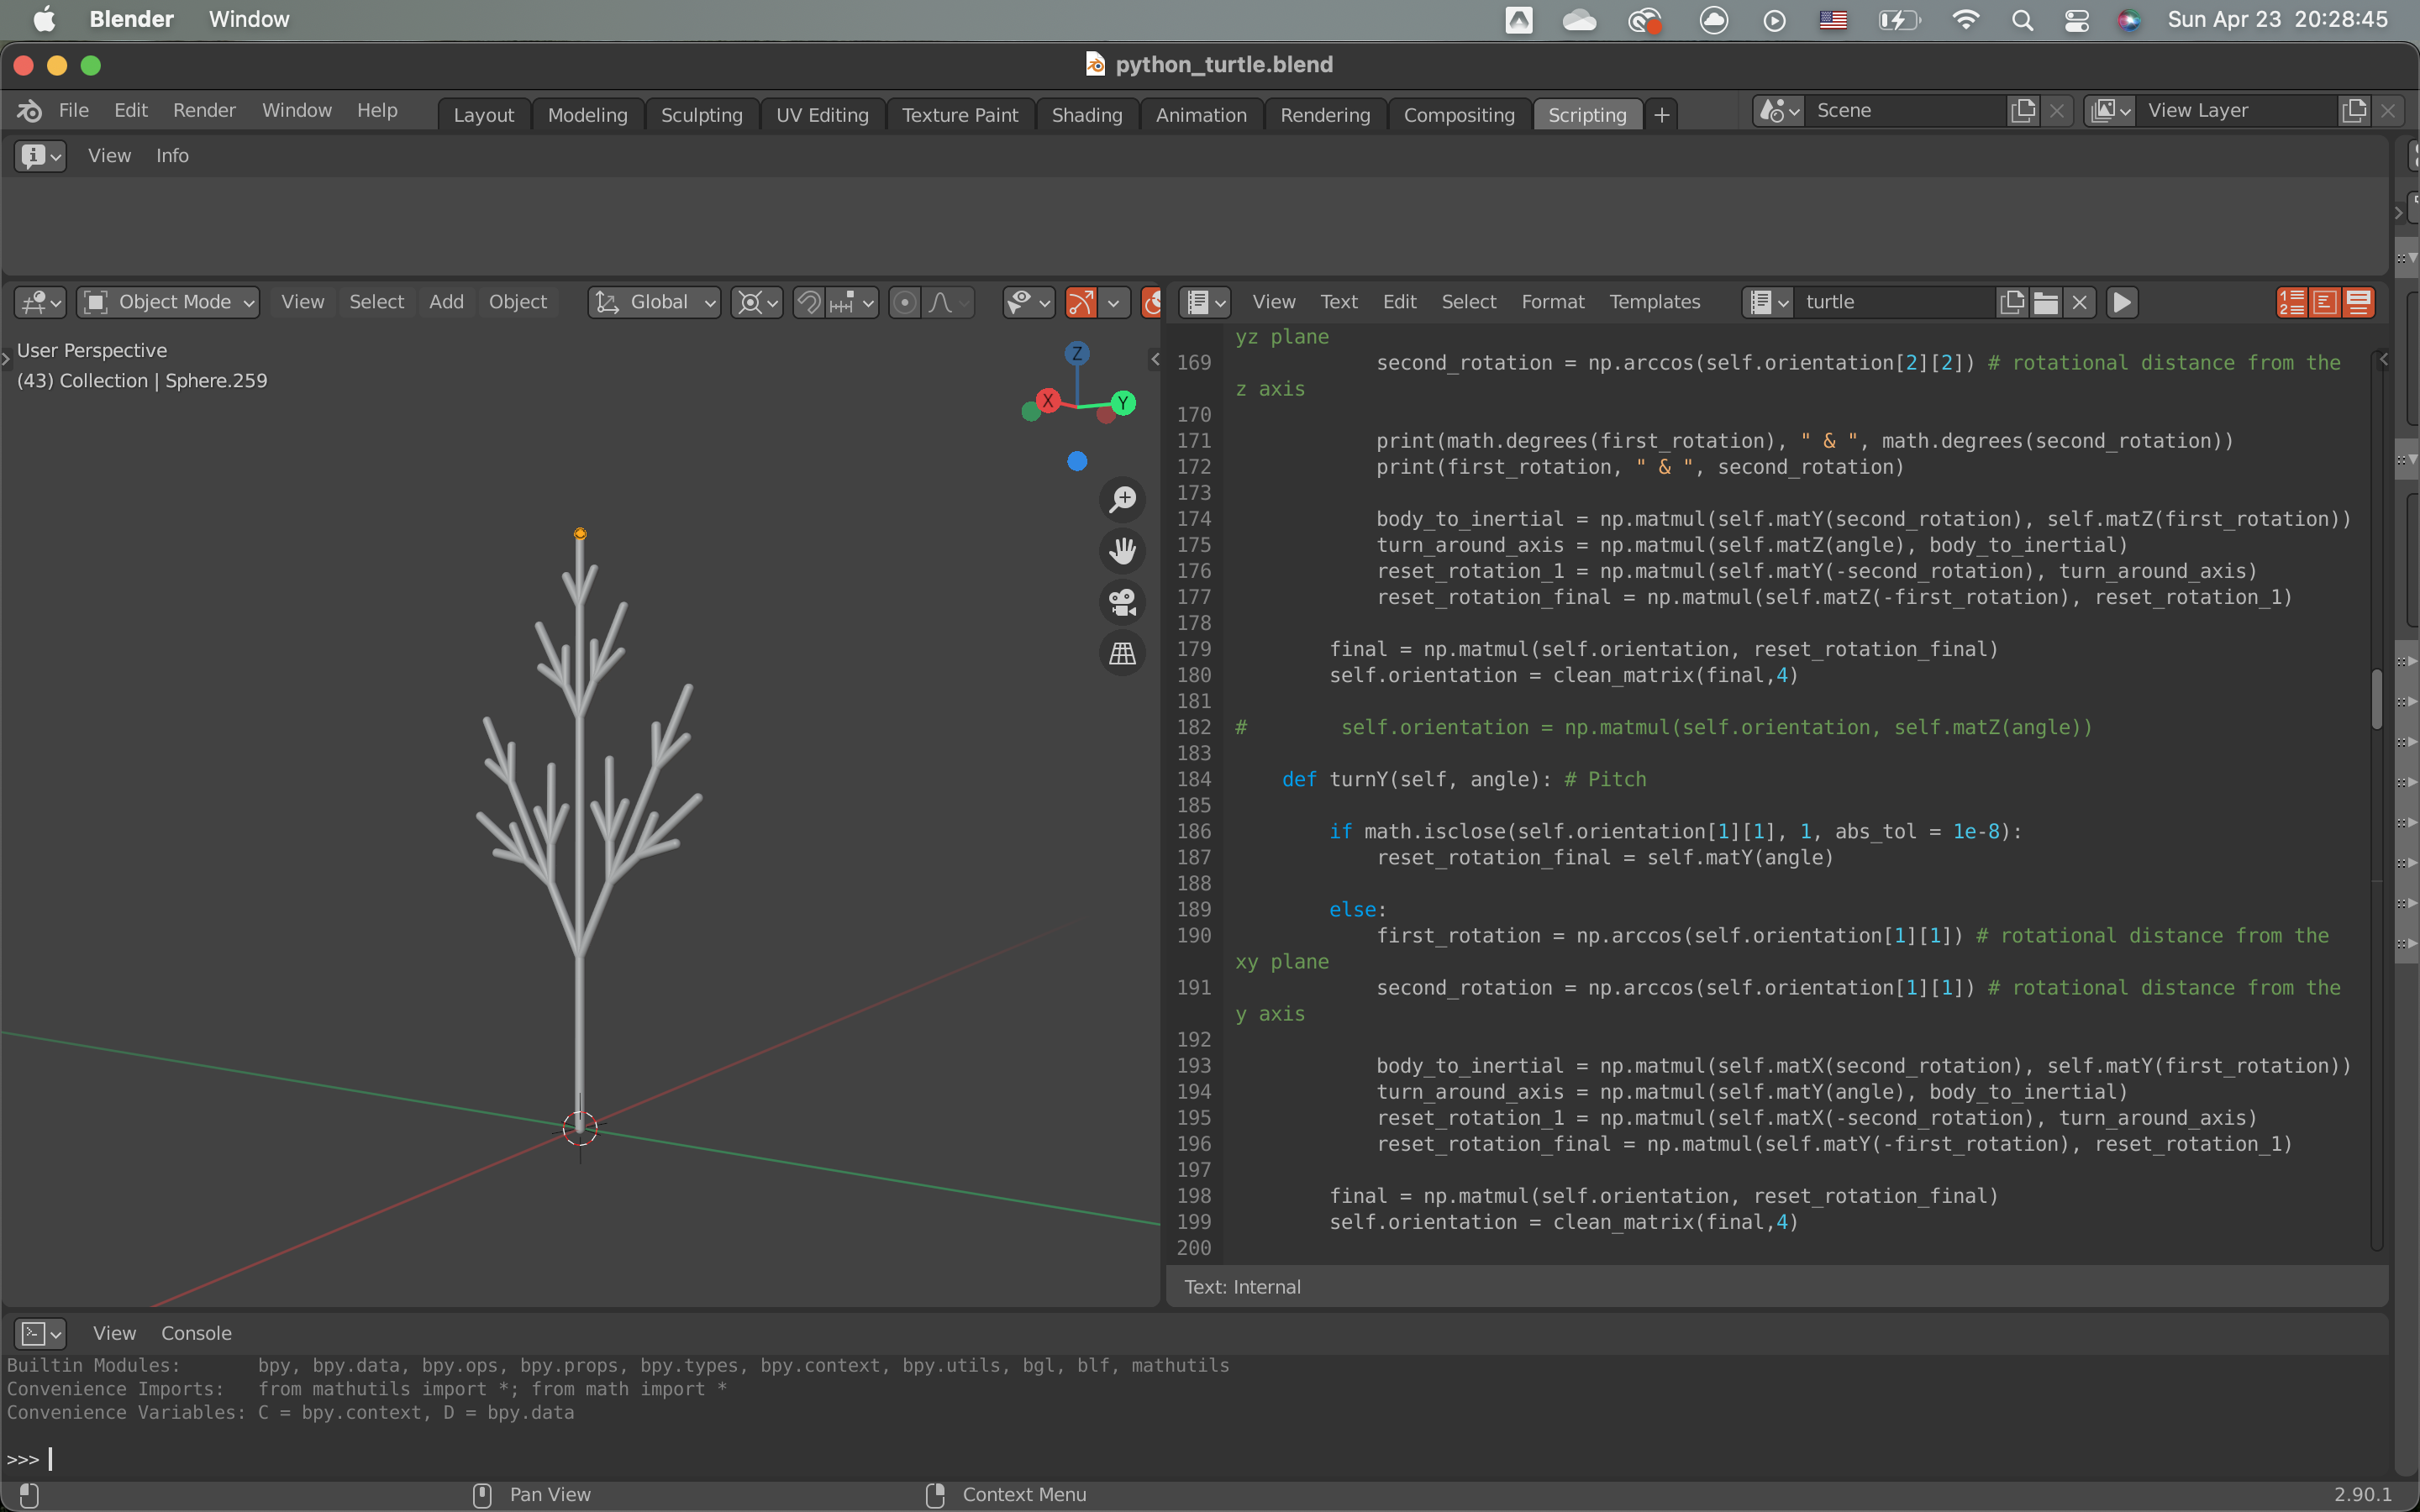 Blender Window Sun Apr 23 20:28:45
python_turtle.blend
File Edit Render Window Help Layout Modeling Sculpting UV Editing Texture Paint Shading Animation Rendering Compositing Scripting + Scene View Layer
View Info
Object Mode View Select Add Object Global
View Text Edit Select Format Templates turtle
User Perspective
(43) Collection | Sphere.259
Z
X
Y
yz plane
169 second_rotation = np.arccos(self.orientation[2][2]) # rotational distance from the
z axis
170
171 print(math.degrees(first_rotation), " & ", math.degrees(second_rotation))
172 print(first_rotation, " & ", second_rotation)
173
174 body_to_inertial = np.matmul(self.matY(second_rotation), self.matZ(first_rotation))
175 turn_around_axis = np.matmul(self.matZ(angle), body_to_inertial)
176 reset_rotation_1 = np.matmul(self.matY(-second_rotation), turn_around_axis)
177 reset_rotation_final = np.matmul(self.matZ(-first_rotation), reset_rotation_1)
178
179 final = np.matmul(self.orientation, reset_rotation_final)
180 self.orientation = clean_matrix(final,4)
181
182 # self.orientation = np.matmul(self.orientation, self.matZ(angle))
183
184 def turnY(self, angle): # Pitch
185
186 if math.isclose(self.orientation[1][1], 1, abs_tol = 1e-8):
187 reset_rotation_final = self.matY(angle)
188
189 else:
190 first_rotation = np.arccos(self.orientation[1][1]) # rotational distance from the
xy plane
191 second_rotation = np.arccos(self.orientation[1][1]) # rotational distance from the
y axis
192
193 body_to_inertial = np.matmul(self.matX(second_rotation), self.matY(first_rotation))
194 turn_around_axis = np.matmul(self.matY(angle), body_to_inertial)
195 reset_rotation_1 = np.matmul(self.matX(-second_rotation), turn_around_axis)
196 reset_rotation_final = np.matmul(self.matY(-first_rotation), reset_rotation_1)
197
198 final = np.matmul(self.orientation, reset_rotation_final)
199 self.orientation = clean_matrix(final,4)
200
Text: Internal
View Console
Builtin Modules: bpy, bpy.data, bpy.ops, bpy.props, bpy.types, bpy.context, bpy.utils, bgl, blf, mathutils
Convenience Imports: from mathutils import *; from math import *
Convenience Variables: C = bpy.context, D = bpy.data
>>>
Pan View Context Menu 2.90.1